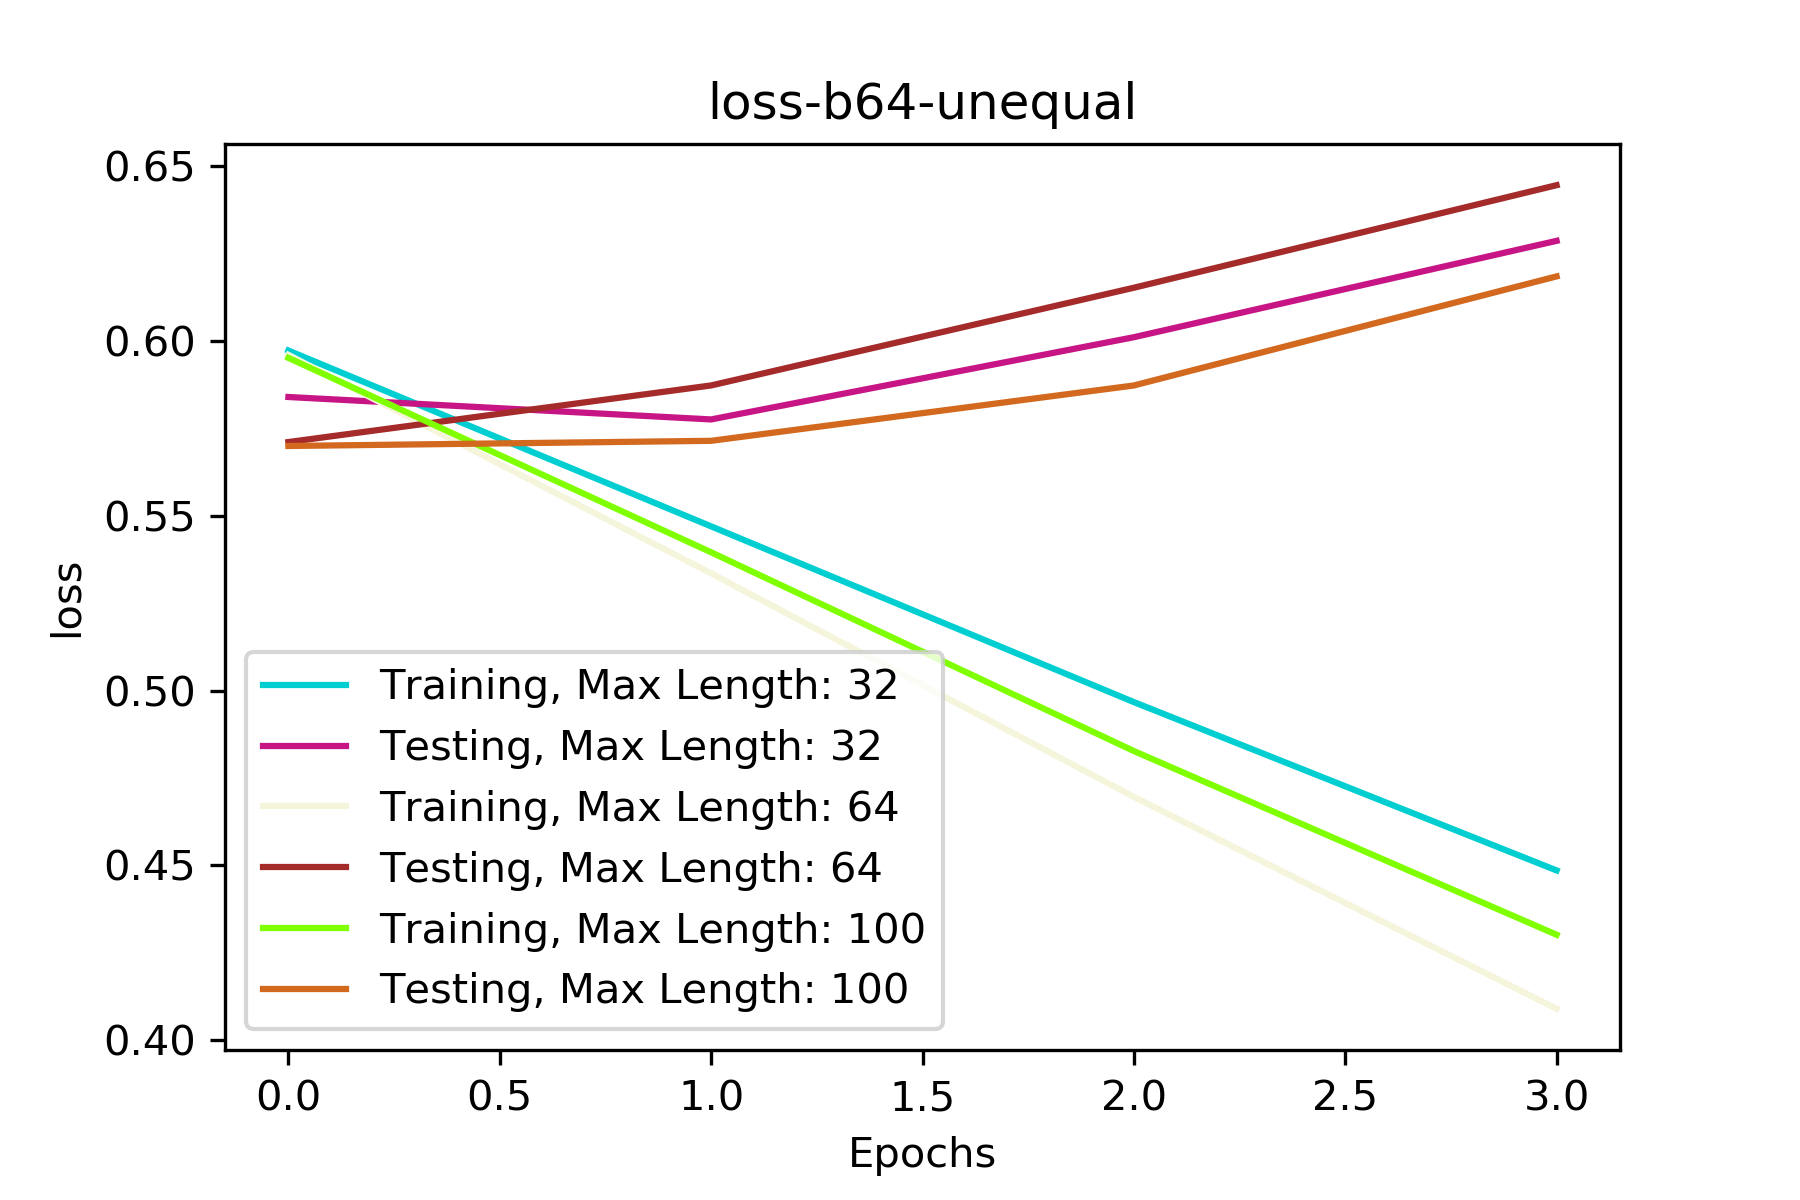 loss-b64-unequal
0.65
0.60
0.55
0.50
0.45
0.40
loss
Training, Max Length: 32
Testing, Max Length: 32
Training, Max Length: 64
Testing, Max Length: 64
Training, Max Length: 100
Testing, Max Length: 100
0.0 0.5 1.0 1.5 2.0 2.5 3.0
Epochs